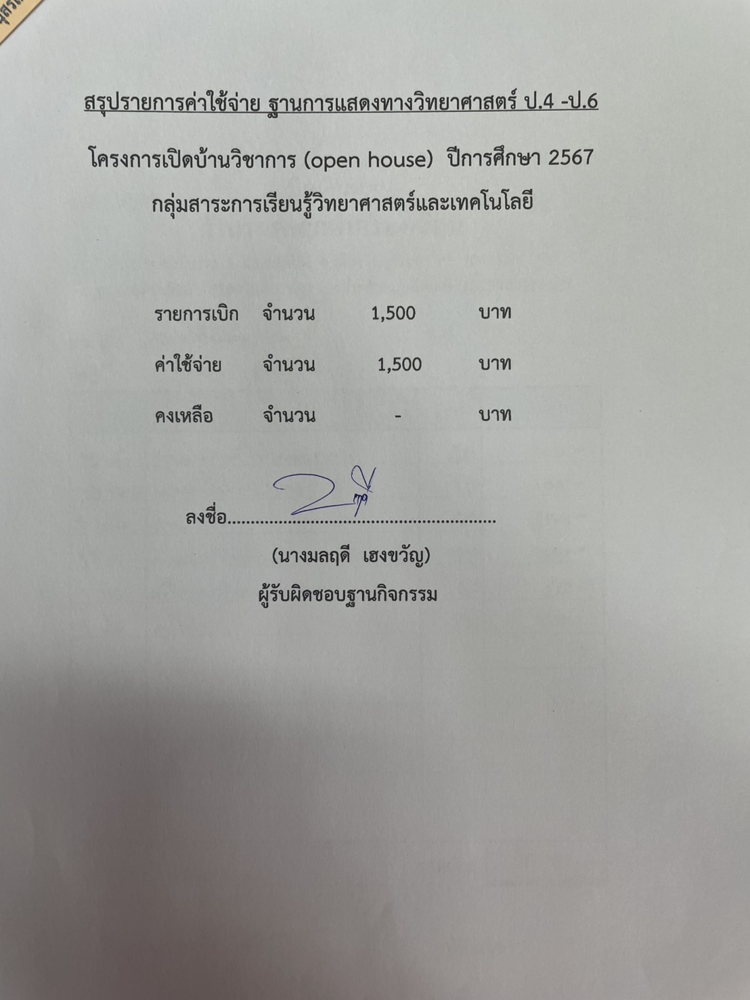 สรุปรายการค่าใช้จ่าย ฐานการแสดงทางวิทยาศาสตร์ ป.4 -ป.6
โครงการเปิดบ้านวิชาการ (open house) ปีการศึกษา 2567
กลุ่มสาระการเรียนรู้วิทยาศาสตร์และเทคโนโลยี
รายการเบิก จำนวน 1,500 บาท
ค่าใช้จ่าย จำนวน 1,500 บาท
คงเหลือ จำนวน - บาท
ลงชื่อ.........................................................
(นางมลฤดี เฮงขวัญ)
ผู้รับผิดชอบฐานกิจกรรม